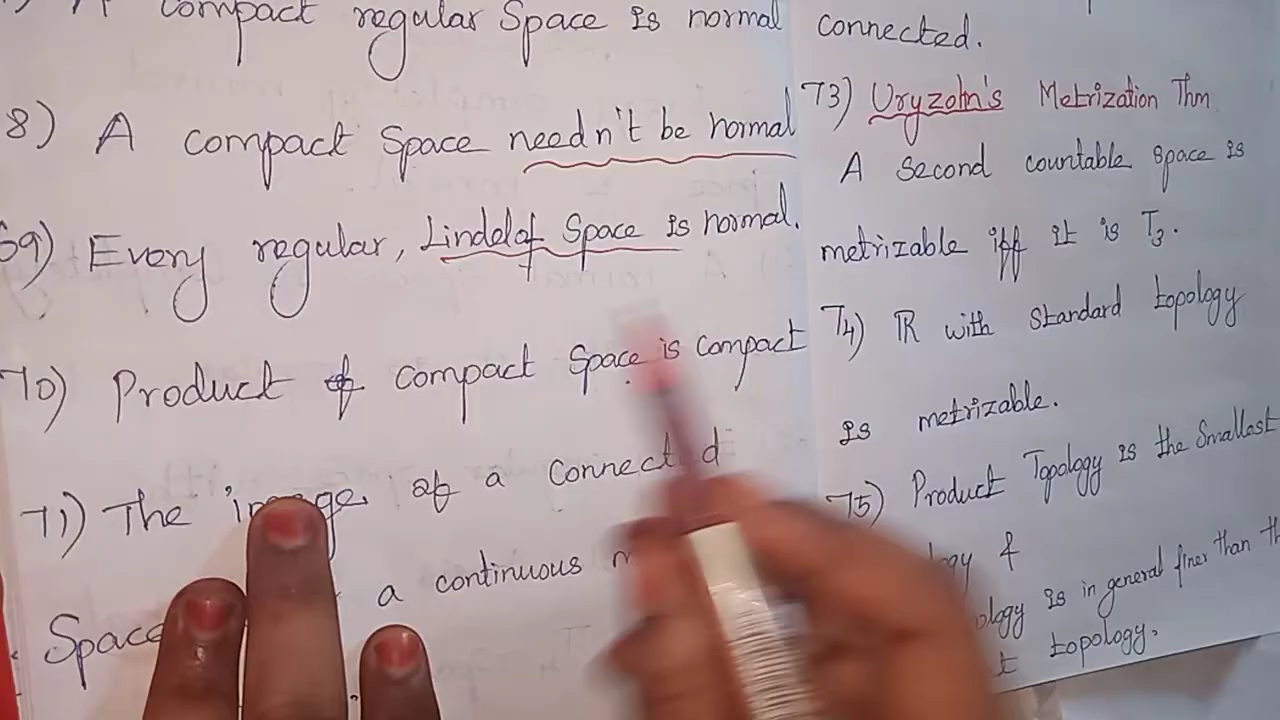 compact regular Space is normal
8) A compact Space needn't be normal
69) Every regular, Lindelof Space is normal.
70) Product of compact Space is compact
71) The image of a connected
Space a continuous
connected.
73) Uryzohn's Metrization Thm
A second countable space is
metrizable iff it is T3.
74) R with standard topology
is metrizable.
75) Product Topology is the smallest
&
is in general finer than
topology.